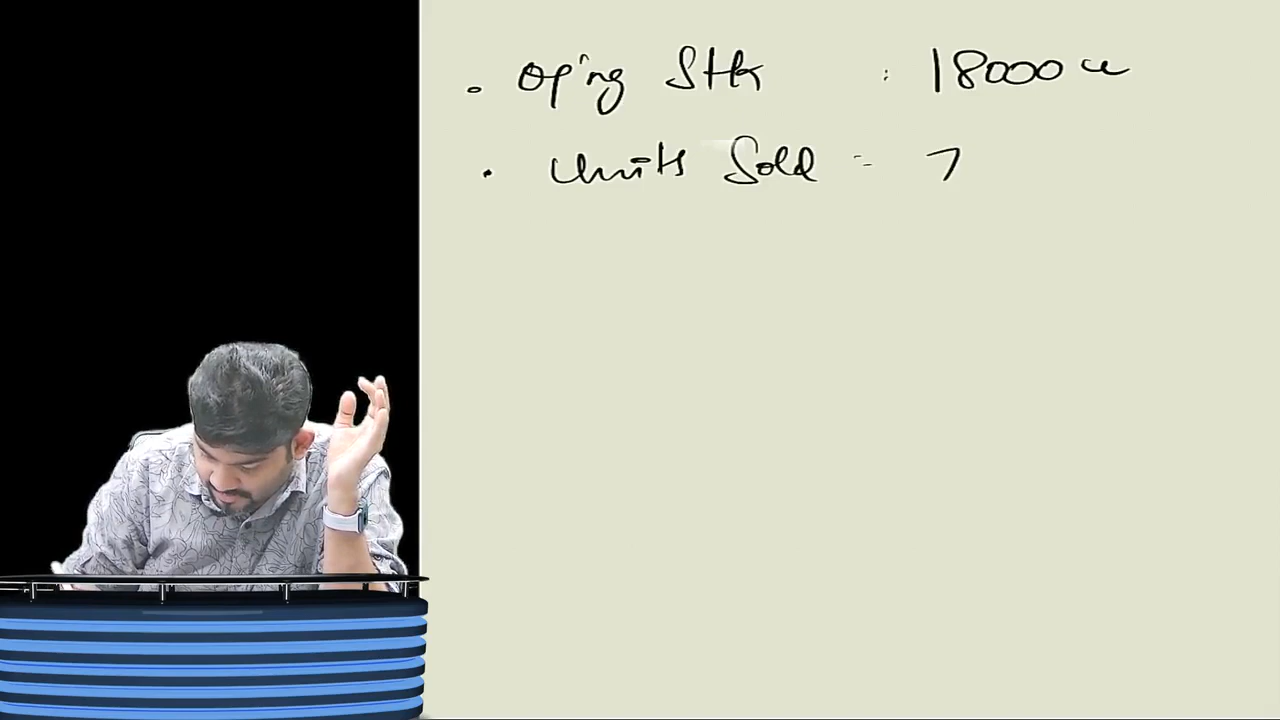 . Op'ng Stk : 18000 u
. Units Sold = 7